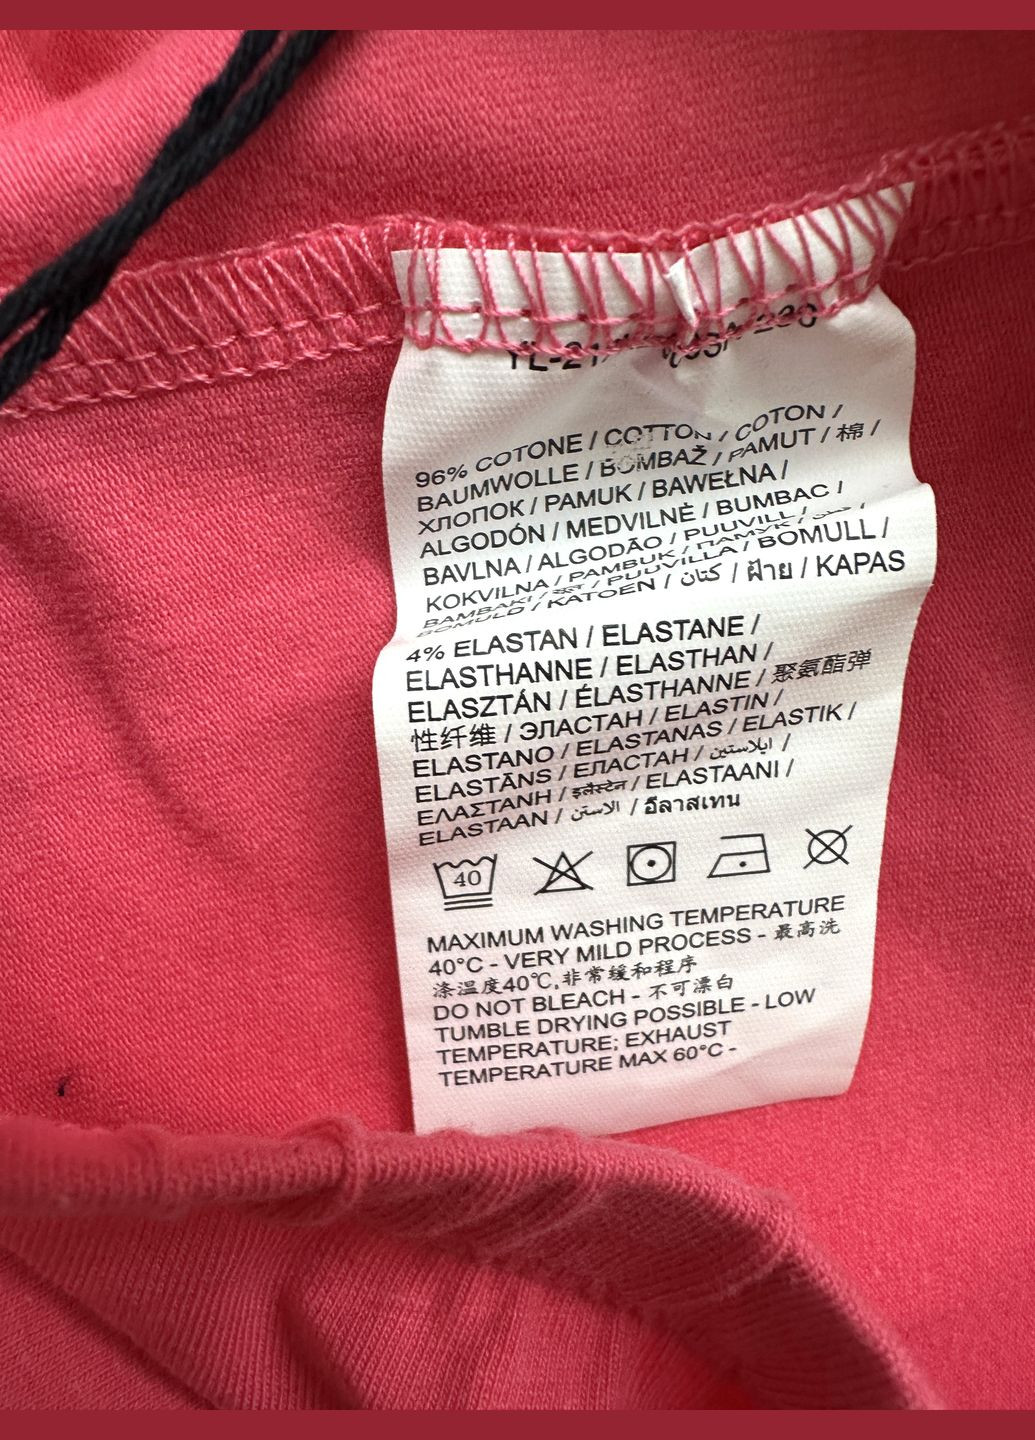 96% COTONE / COTTON / COTON /
BAUMWOLLE / BOMBAŽ / PAMUT / 棉 /
ХЛОПОК / PAMUK / BAWEŁNA /
ALGODÓN / MEDVILNĖ / BUMBAC /
BAVLNA / ALGODÃO / PUUVILL /
KOKVILNA / PAMBUK / ПАМУК /
BAMBAKI / / PUUVILLA / BOMULL /
BOMULD / KATOEN / كتان / ฝ้าย / KAPAS
4% ELASTAN / ELASTANE /
ELASTHANNE / ELASTHAN /
ELASZTÁN / ÉLASTHANNE / 聚氨酯弹
性纤维 / ЭЛАСТАН / ELASTIN /
ELASTANO / ELASTANAS / ELASTIK /
ELASTĀNS / ЕЛАСТАН / ايلاستين /
ΕΛΑΣΤΑΝΗ / इलैस्टेन / ELASTAANI /
ELASTAAN / الاستن / อีลาสเทน
40
MAXIMUM WASHING TEMPERATURE
40°C - VERY MILD PROCESS - 最高洗
涤温度40℃,非常缓和程序
DO NOT BLEACH - 不可漂白
TUMBLE DRYING POSSIBLE - LOW
TEMPERATURE: EXHAUST
TEMPERATURE MAX 60°C -